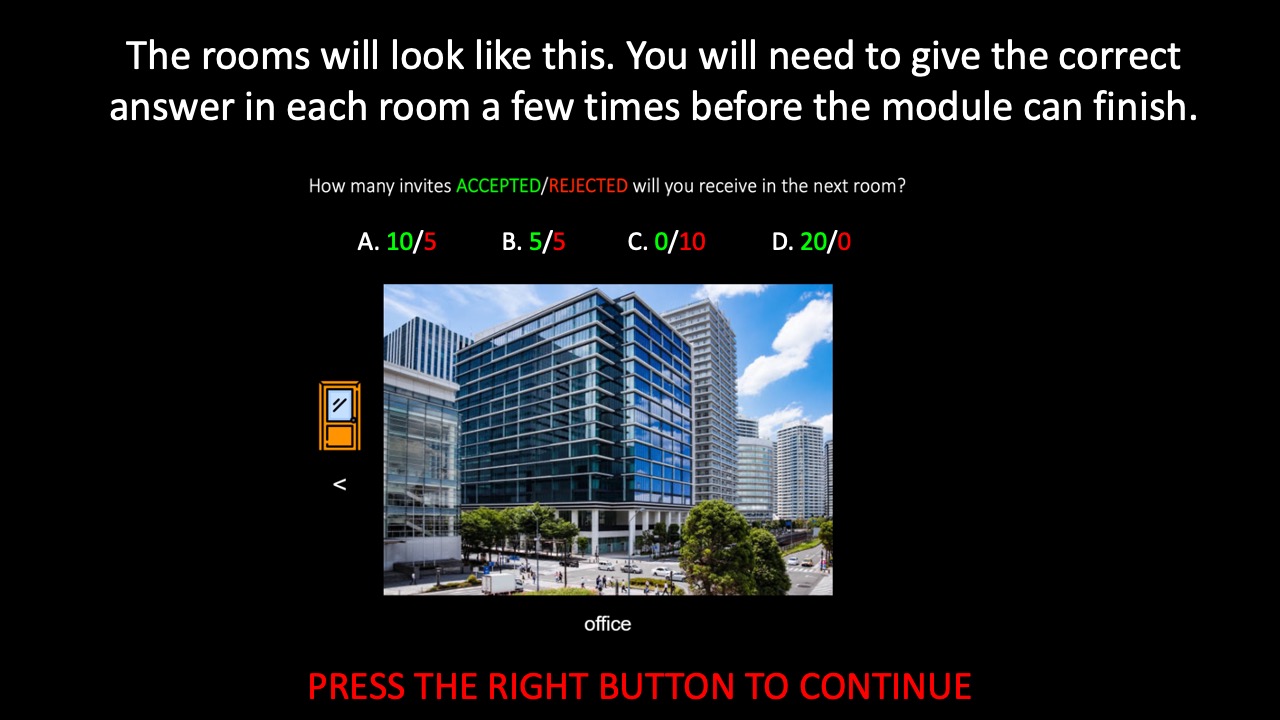 The rooms will look like this. You will need to give the correct
answer in each room a few times before the module can finish.
How many invites ACCEPTED/REJECTED will you receive in the next room?
A. 10/5 B. 5/5 C. 0/10 D. 20/0
<
office
PRESS THE RIGHT BUTTON TO CONTINUE